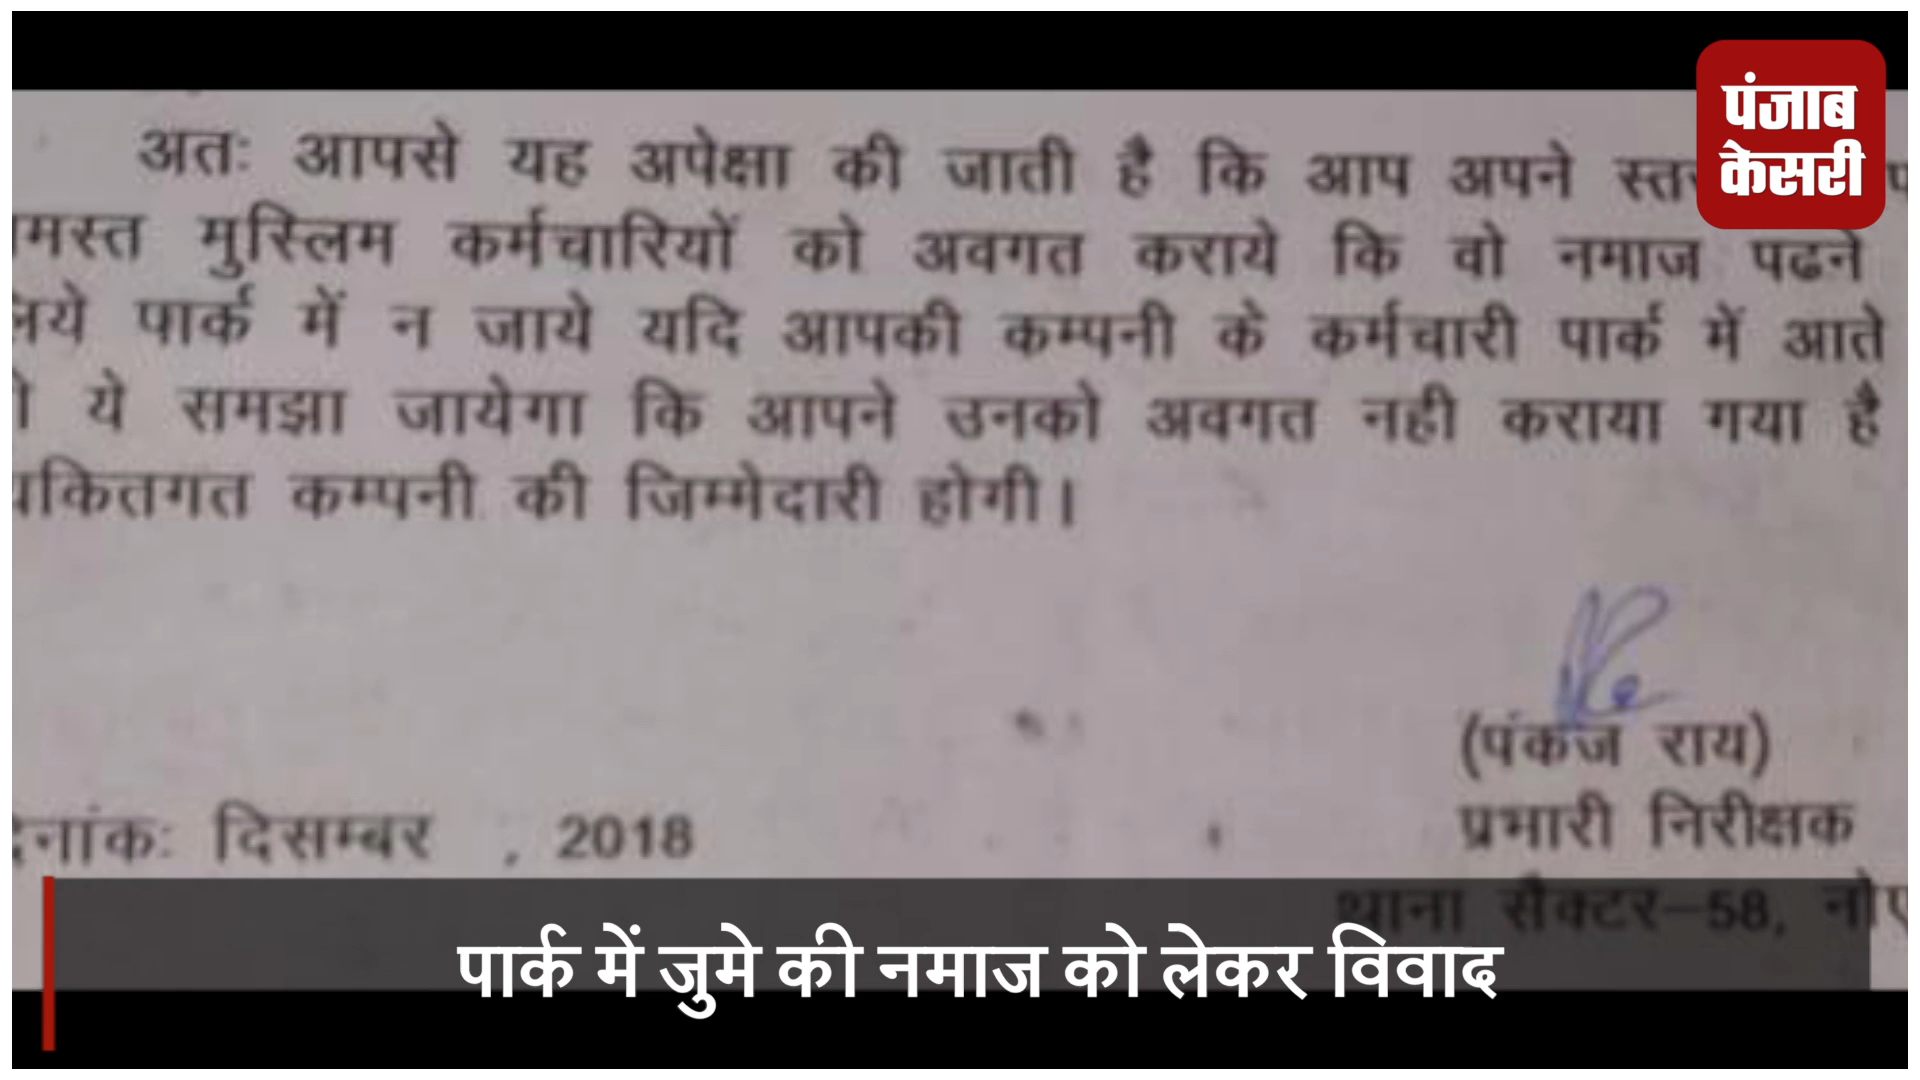 पंजाब
केसरी
अतः आपसे यह अपेक्षा की जाती है कि आप अपने
मुस्लिम कर्मचारियों को अवगत कराये कि वो नमाज पढने
पार्क में न जाये यदि आपकी कम्पनी के कर्मचारी पार्क में आते
ये समझा जायेगा कि आपने उनको अवगत नही कराया गया है
कम्पनी की जिम्मेदारी होगी।
(पंकज राय)
दिसम्बर , 2018
प्रभारी निरीक्षक
थाना सैक्टर-58,
पार्क में जुमे की नमाज को लेकर विवाद